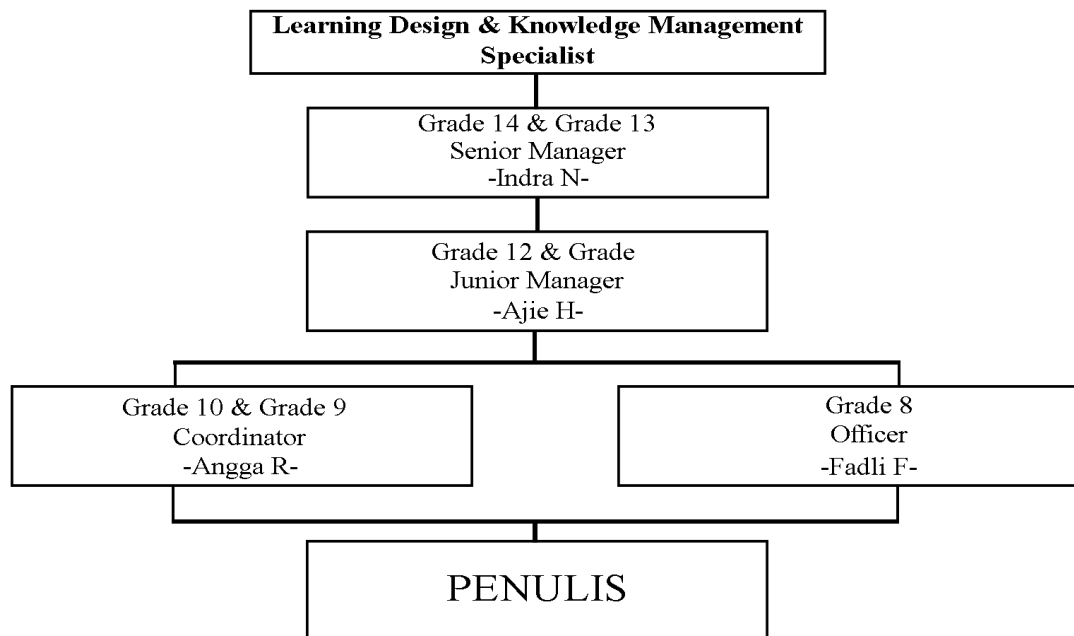 Learning Design & Knowledge Management
Specialist
Grade 14 & Grade 13
Senior Manager
-Indra N-
Grade 12 & Grade
Junior Manager
-Ajie H-
Grade 10 & Grade 9
Coordinator
-Angga R-
Grade 8
Officer
-Fadli F-
PENULIS